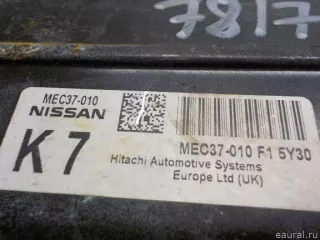 7817
MEC37-010
NISSAN
K7
MEC37-010 F1 5Y30
Hitachi Automotive Systems
Europe Ltd (UK)
© eaural.ru